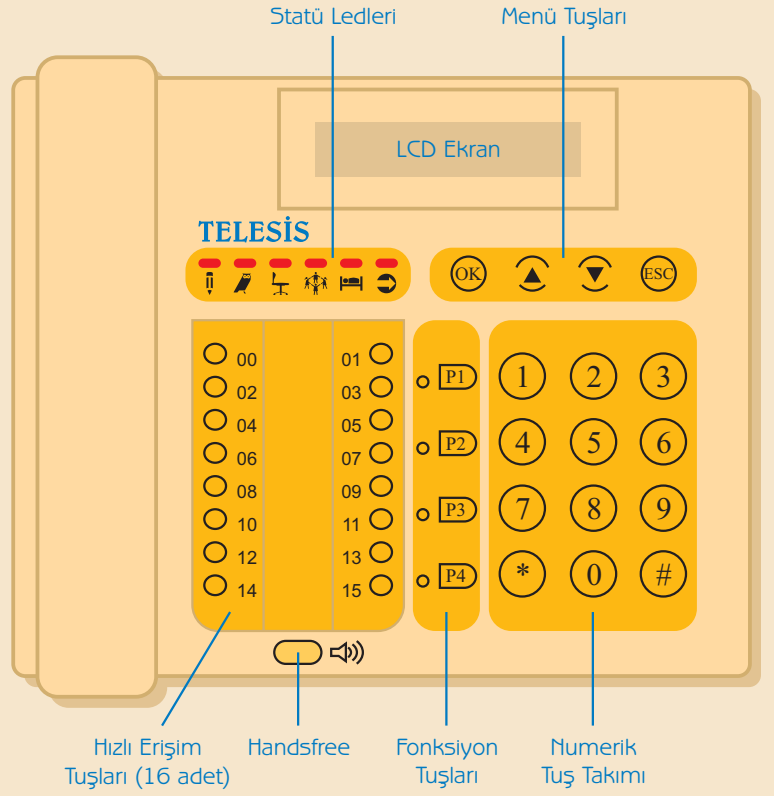 Statü Ledleri
Menü Tuşları
LCD Ekran
TELESİS
OK
ESC
00
01
02
03
04
05
06
07
08
09
10
11
12
13
14
15
P1
P2
P3
P4
1 2 3
4 5 6
7 8 9
* 0 #
Hızlı Erişim
Tuşları (16 adet)
Handsfree
Fonksiyon
Tuşları
Numerik
Tuş Takımı